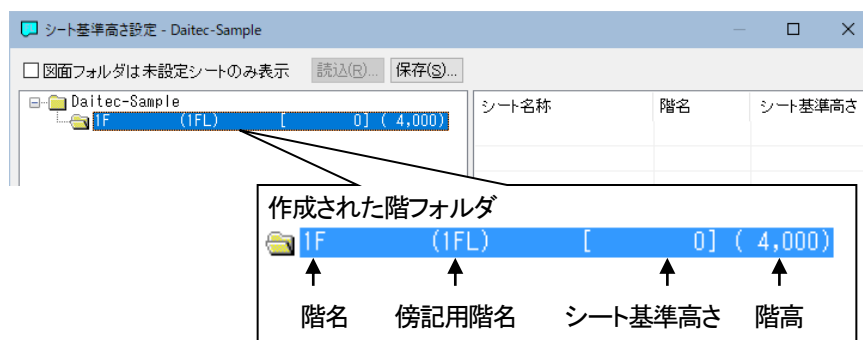 シート基準高さ設定 - Daitec-Sample
図面フォルダは未設定シートのみ表示 読込(R)... 保存(S)...
Daitec-Sample
1F (1FL) [ 0] ( 4,000)
シート名称 階名 シート基準高さ
作成された階フォルダ
1F (1FL) [ 0] ( 4,000)
階名 傍記用階名 シート基準高さ 階高